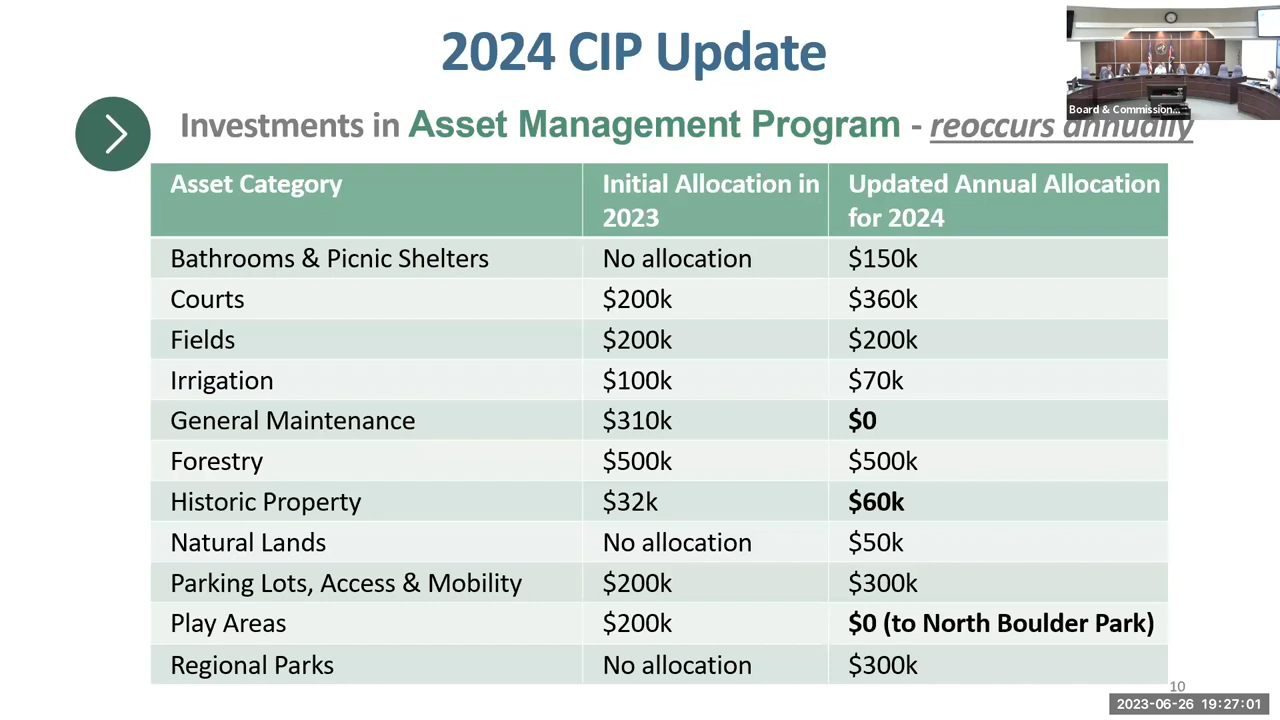 2024 CIP Update
Board & Commission...
Investments in Asset Management Program - reoccurs annually
Asset Category Initial Allocation in 2023 Updated Annual Allocation for 2024
Bathrooms & Picnic Shelters No allocation $150k
Courts $200k $360k
Fields $200k $200k
Irrigation $100k $70k
General Maintenance $310k $0
Forestry $500k $500k
Historic Property $32k $60k
Natural Lands No allocation $50k
Parking Lots, Access & Mobility $200k $300k
Play Areas $200k $0 (to North Boulder Park)
Regional Parks No allocation $300k
10
2023-06-26 19:27:01